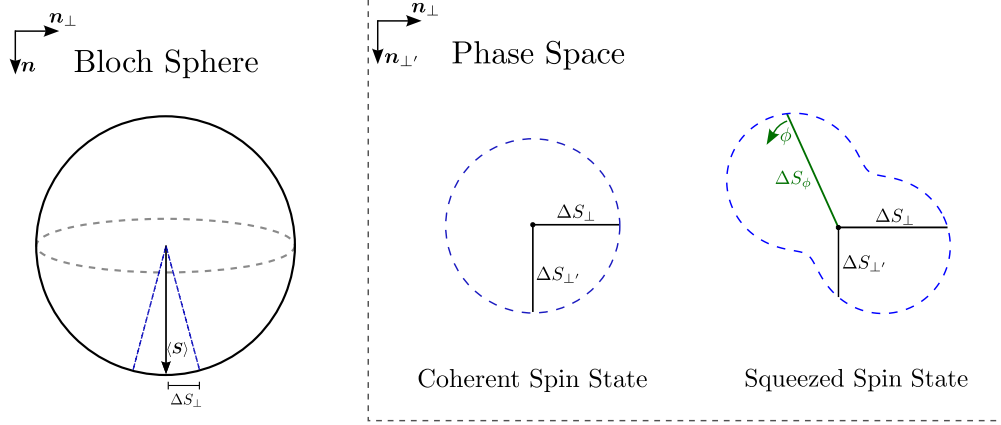 n⊥
n
Bloch Sphere
⟨S⟩
ΔS⊥
n⊥
n⊥′
Phase Space
ΔS⊥
ΔS⊥′
Coherent Spin State
ϕ
ΔSϕ
ΔS⊥
ΔS⊥′
Squeezed Spin State